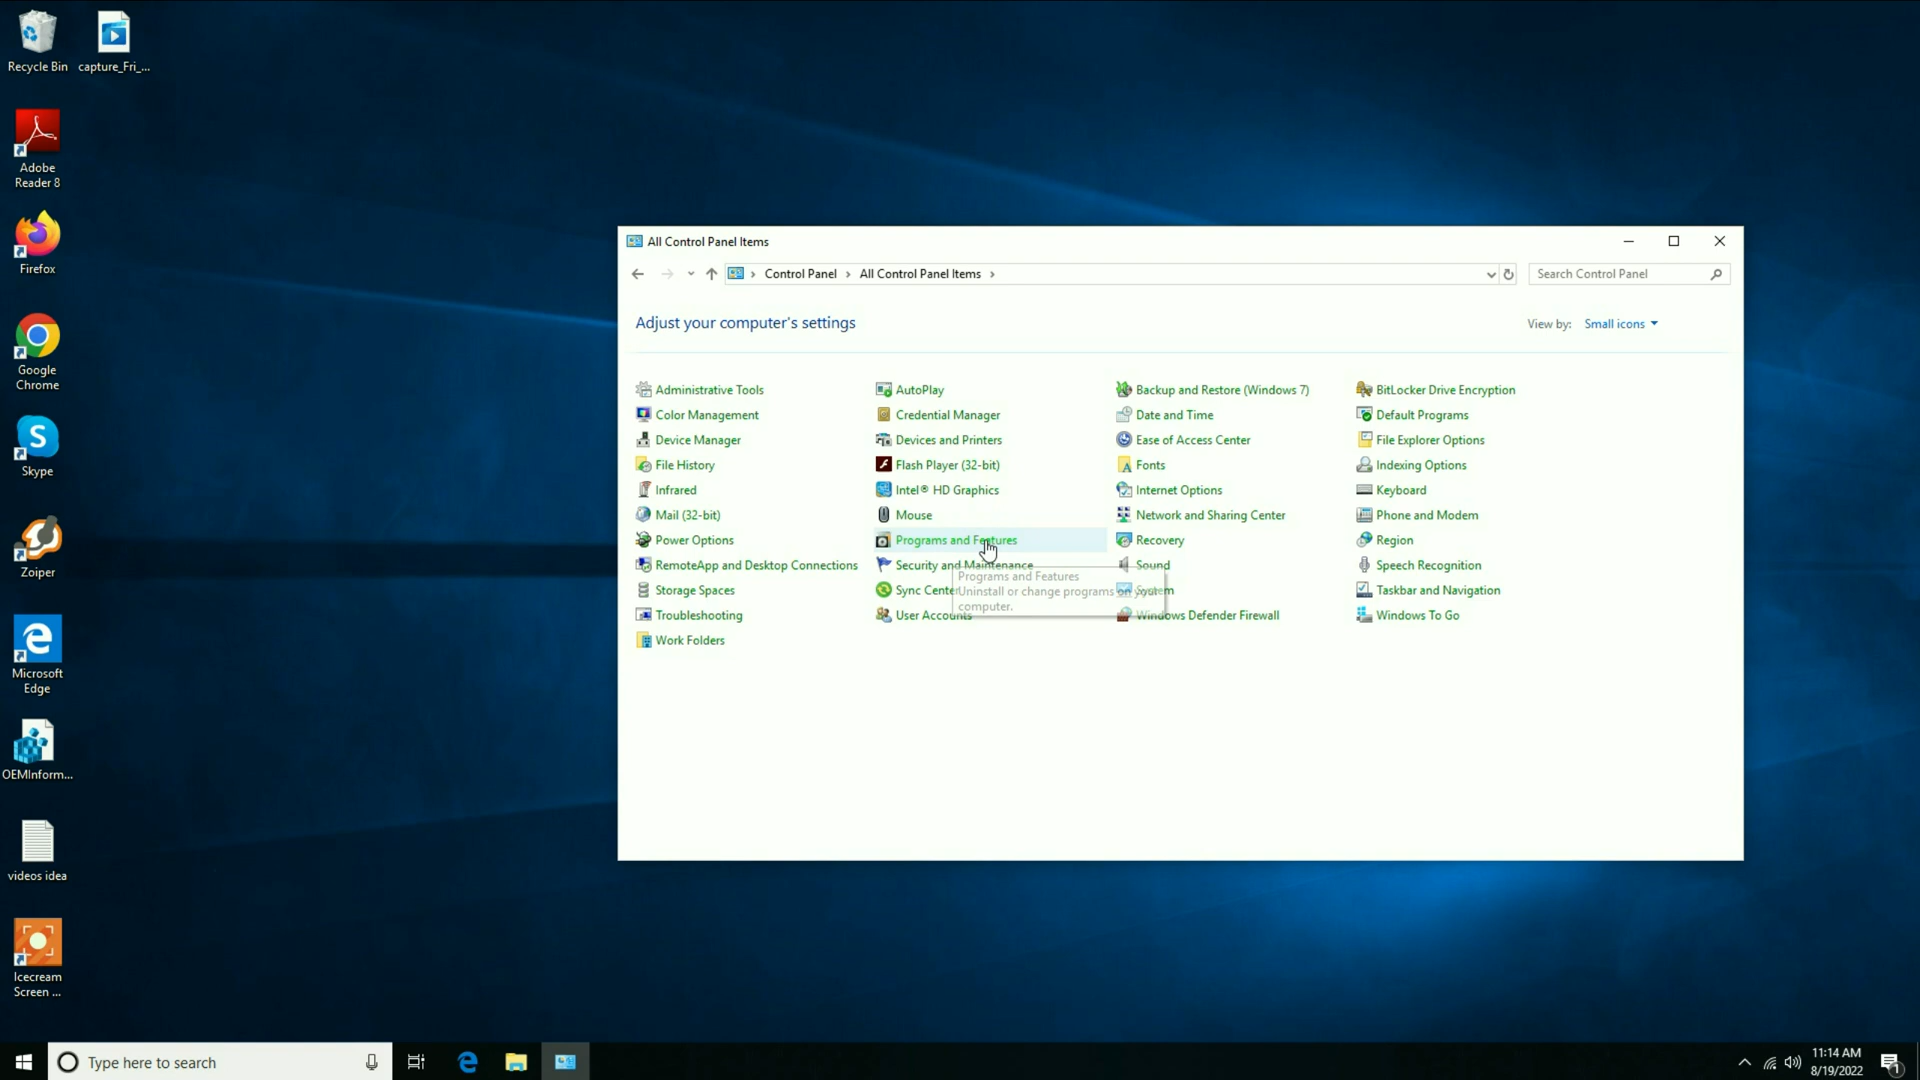 Recycle Bin
capture_Fri_...
Adobe
Reader 8
Firefox
Google
Chrome
Skype
Zoiper
Microsoft
Edge
OEMInform...
videos idea
Icecream
Screen ...
All Control Panel Items
Control Panel > All Control Panel Items >
Search Control Panel
Adjust your computer's settings
View by: Small icons
Administrative Tools
AutoPlay
Backup and Restore (Windows 7)
BitLocker Drive Encryption
Color Management
Credential Manager
Date and Time
Default Programs
Device Manager
Devices and Printers
Ease of Access Center
File Explorer Options
File History
Flash Player (32-bit)
Fonts
Indexing Options
Infrared
Intel® HD Graphics
Internet Options
Keyboard
Mail (32-bit)
Mouse
Network and Sharing Center
Phone and Modem
Power Options
Programs and Features
Recovery
Region
RemoteApp and Desktop Connections
Security and Maintenance
Sound
Speech Recognition
Storage Spaces
Sync Center
System
Taskbar and Navigation
Troubleshooting
User Accounts
Windows Defender Firewall
Windows To Go
Work Folders
Programs and Features
Uninstall or change programs on your
computer.
Type here to search
11:14 AM
8/19/2022
1